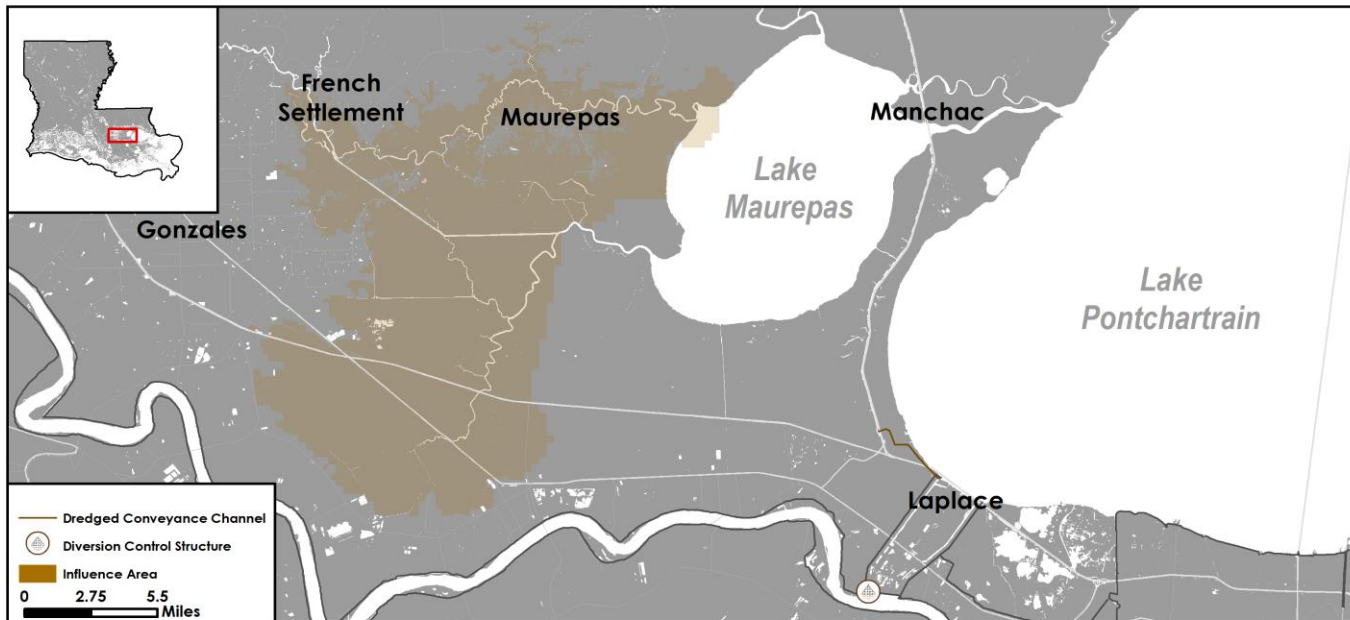 French
Settlement
Maurepas
Manchac
Lake
Maurepas
Gonzales
Lake
Pontchartrain
Laplace
Dredged Conveyance Channel
Diversion Control Structure
Influence Area
0 2.75 5.5
Miles